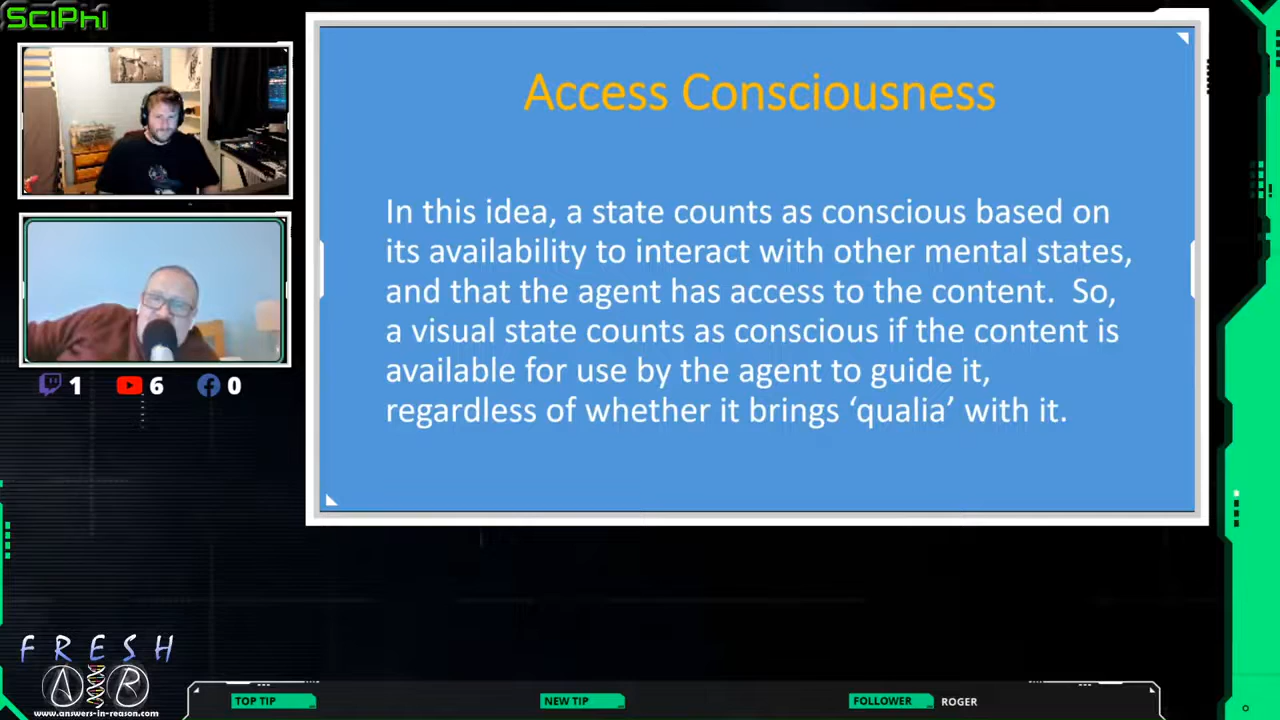 SciPhi
Access Consciousness
In this idea, a state counts as conscious based on
its availability to interact with other mental states,
and that the agent has access to the content.  So,
a visual state counts as conscious if the content is
available for use by the agent to guide it,
regardless of whether it brings ‘qualia’ with it.
1
6
0
FRESH
A R
www.answers-in-reason.com
TOP TIP
NEW TIP
FOLLOWER
ROGER